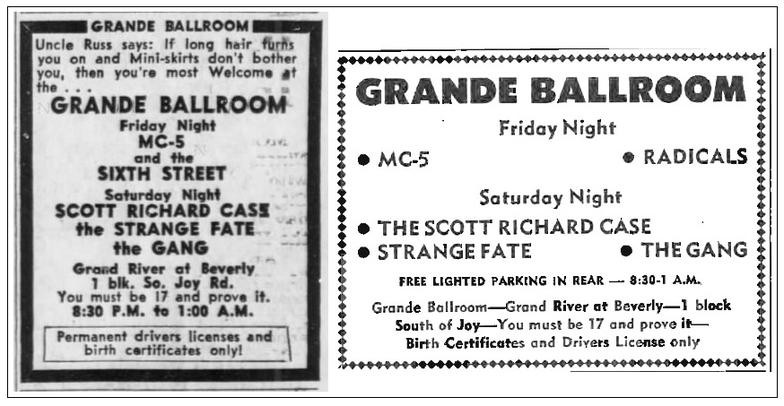 GRANDE BALLROOM
Uncle Russ says: If long hair turns
you on and Mini-skirts don't bother
you, then you're most Welcome at
the . . .
GRANDE BALLROOM
Friday Night
MC-5
and the
SIXTH STREET
Saturday Night
SCOTT RICHARD CASE
the STRANGE FATE
the GANG
Grand River at Beverly
1 blk. So. Joy Rd.
You must be 17 and prove it.
8:30 P.M. to 1:00 A.M.
Permanent drivers licenses and
birth certificates only!
GRANDE BALLROOM
Friday Night
● MC-5 ● RADICALS
Saturday Night
● THE SCOTT RICHARD CASE
● STRANGE FATE ● THE GANG
FREE LIGHTED PARKING IN REAR — 8:30-1 A.M.
Grande Ballroom—Grand River at Beverly—1 block
South of Joy—You must be 17 and prove it—
Birth Certificates and Drivers License only